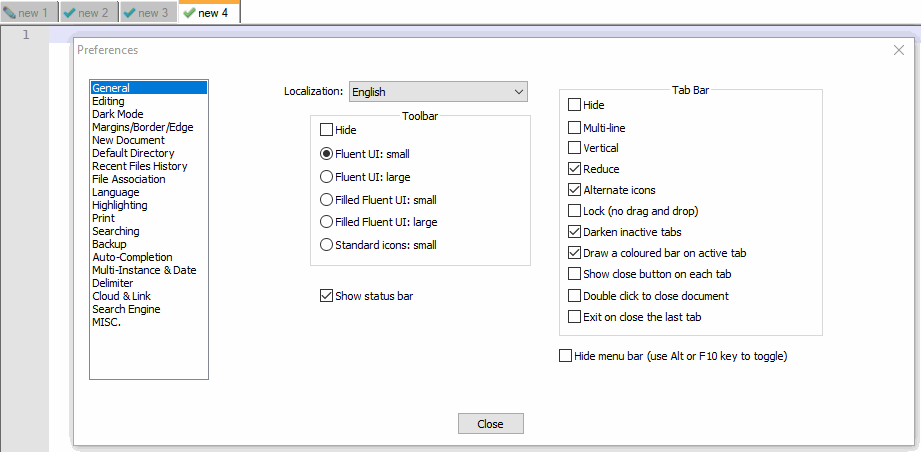 new 1 new 2 new 3 new 4
1
Preferences
General
Editing
Dark Mode
Margins/Border/Edge
New Document
Default Directory
Recent Files History
File Association
Language
Highlighting
Print
Searching
Backup
Auto-Completion
Multi-Instance & Date
Delimiter
Cloud & Link
Search Engine
MISC.
Localization: English
Toolbar
Hide
Fluent UI: small
Fluent UI: large
Filled Fluent UI: small
Filled Fluent UI: large
Standard icons: small
Show status bar
Tab Bar
Hide
Multi-line
Vertical
Reduce
Alternate icons
Lock (no drag and drop)
Darken inactive tabs
Draw a coloured bar on active tab
Show close button on each tab
Double click to close document
Exit on close the last tab
Hide menu bar (use Alt or F10 key to toggle)
Close